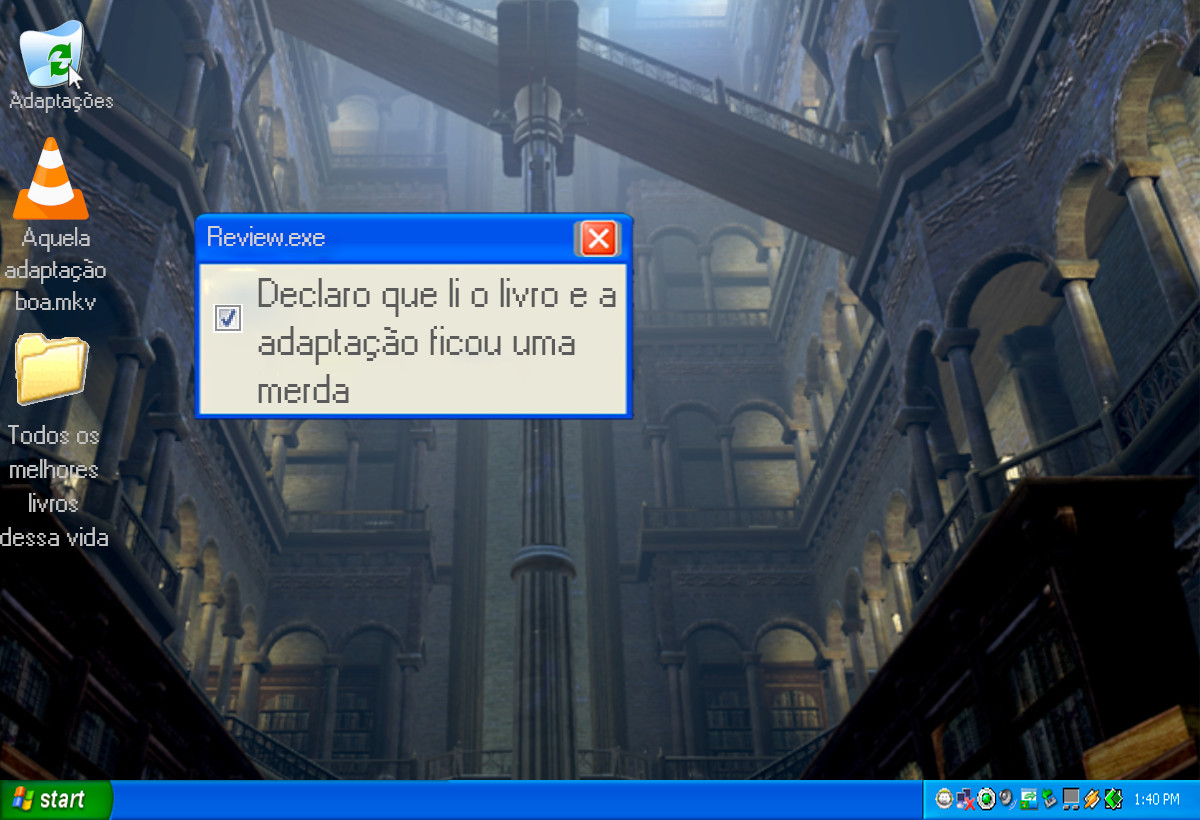 Adaptações
Aquela
adaptação
boa.mkv
Todos os
melhores
livros
dessa vida
Review.exe
Declaro que li o livro e a
adaptação ficou uma
merda
start
1:40 PM